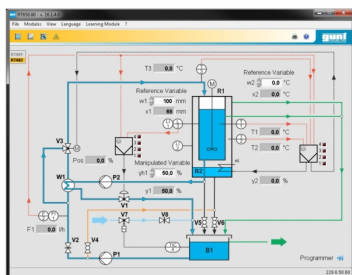 File Modules View Language Learning Module ?
gunt
T3 0,0 °C
Reference Variable
w1 100 mm
x1 60 mm
R1
Reference Variable
w2 0,0 °C
x2 0,0 °C
M
V3
M
Pos 0,0 %
Manipulated Variable
yh1 50,0 %
y1 50,0 %
T1 0,0 °C
T2 0,0 °C
y2 0,0 %
B2
W1
P2
V1
V7
V8
V5
V6
F1 0,0 l/h
V2
V4
P1
B1
Programmer